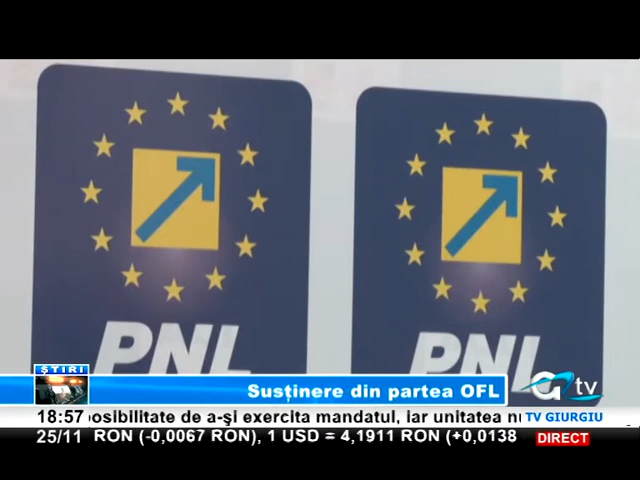 PNL
PNL
ȘTIRI
Susținere din partea OFL
G tv
18:57 posibilitate de a-şi exercita mandatul, iar unitatea
TV GIURGIU
25/11 RON (-0,0067 RON), 1 USD = 4,1911 RON (+0,0138
DIRECT